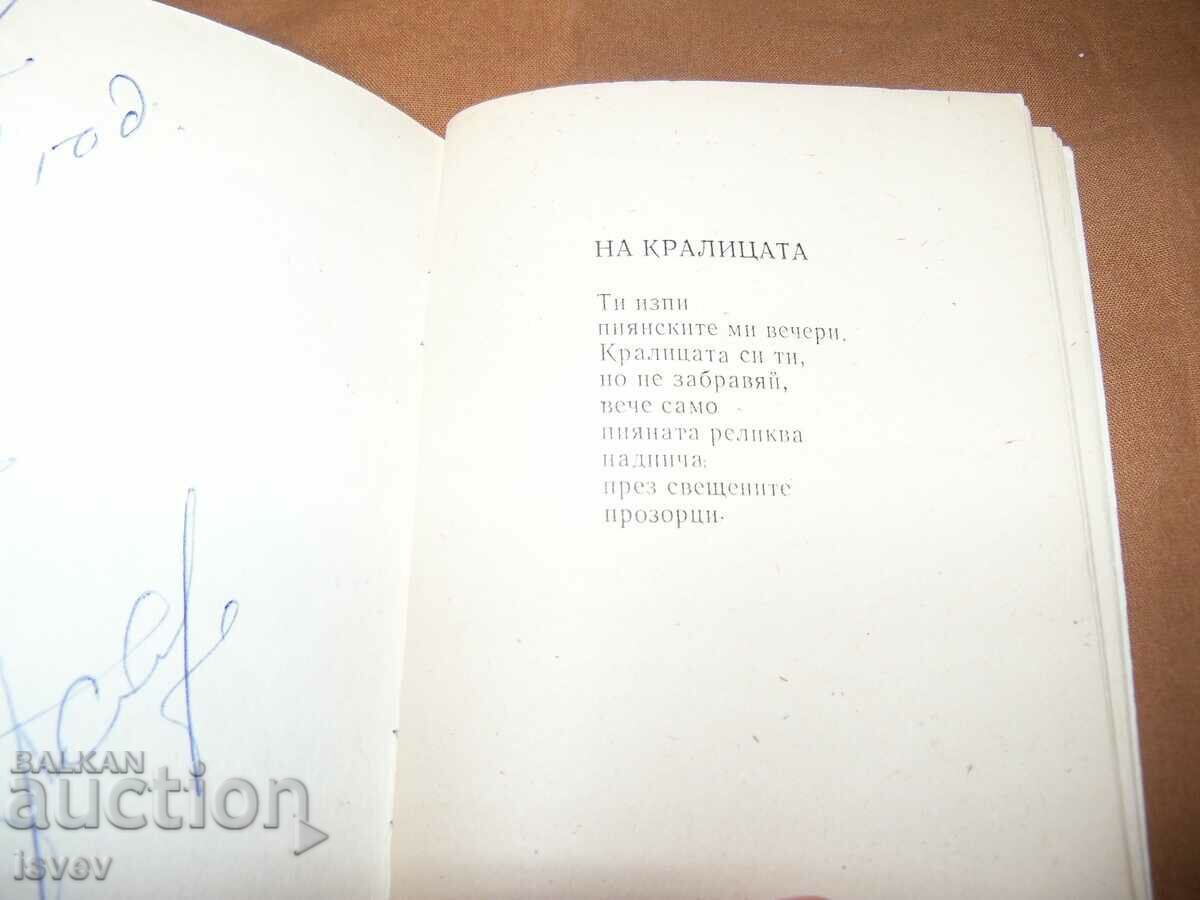 год.
НА КРАЛИЦАТА
Ти изпи
пиянските ми вечери.
Кралицата си ти,
но не забравяй,
вече само
пияната реликва
наднича
през свещените
прозорци.
BALKAN
auction
isvev